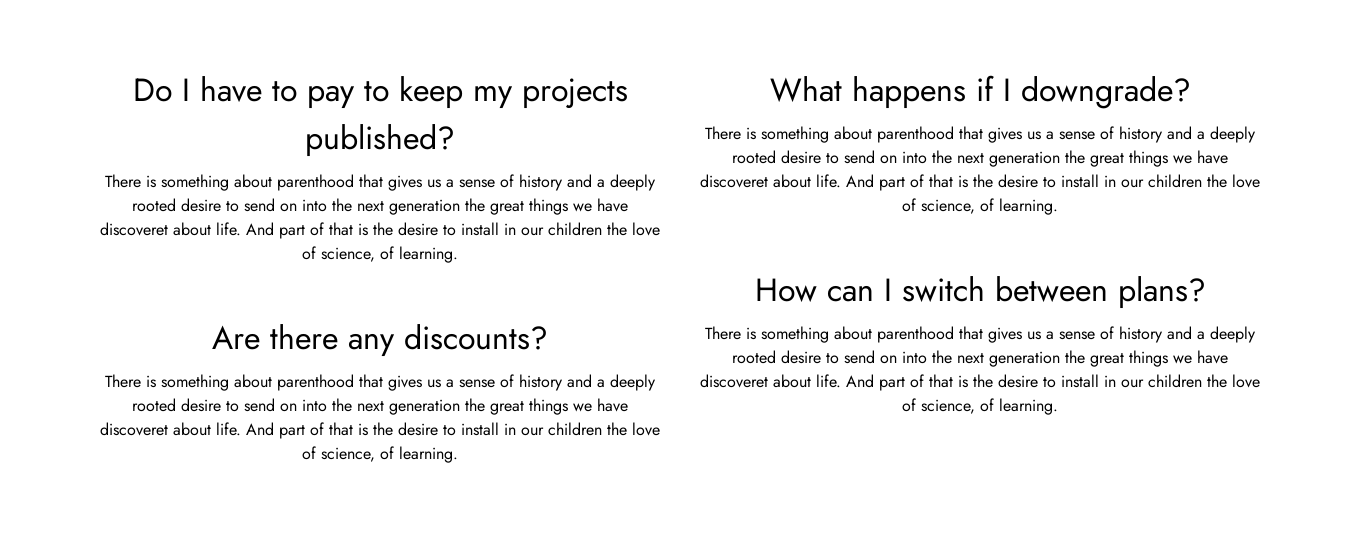 Do I have to pay to keep my projects
published?
There is something about parenthood that gives us a sense of history and a deeply
rooted desire to send on into the next generation the great things we have
discoveret about life. And part of that is the desire to install in our children the love
of science, of learning.
Are there any discounts?
There is something about parenthood that gives us a sense of history and a deeply
rooted desire to send on into the next generation the great things we have
discoveret about life. And part of that is the desire to install in our children the love
of science, of learning.
What happens if I downgrade?
There is something about parenthood that gives us a sense of history and a deeply
rooted desire to send on into the next generation the great things we have
discoveret about life. And part of that is the desire to install in our children the love
of science, of learning.
How can I switch between plans?
There is something about parenthood that gives us a sense of history and a deeply
rooted desire to send on into the next generation the great things we have
discoveret about life. And part of that is the desire to install in our children the love
of science, of learning.